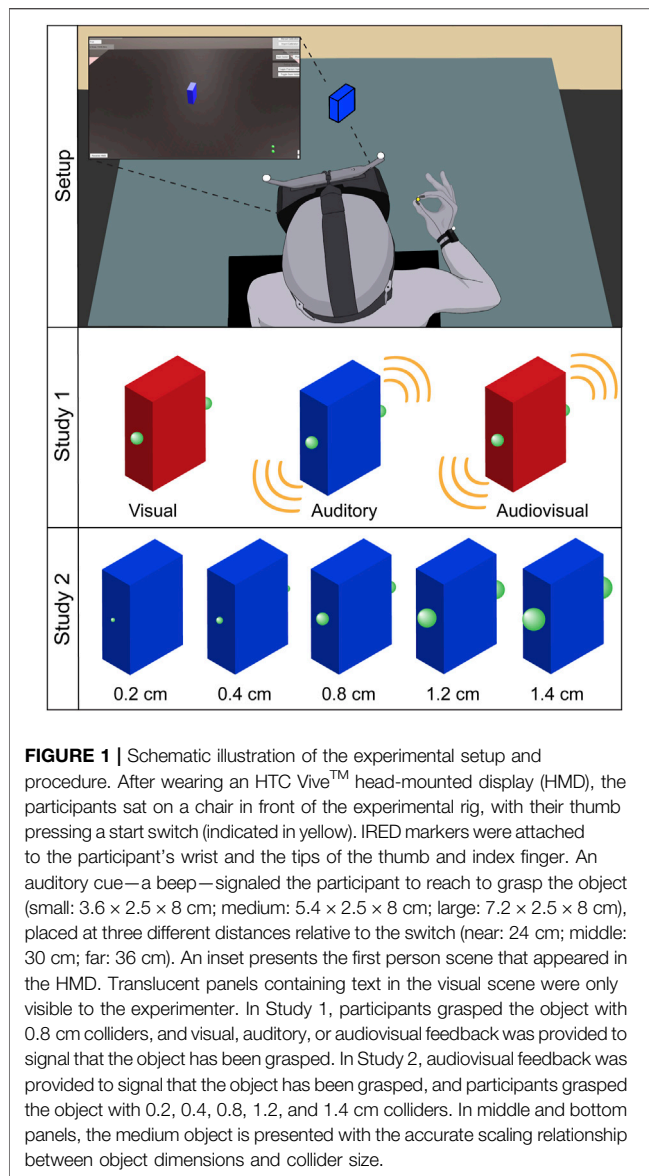 Setup
Study 1
Visual
Auditory
Audiovisual
Study 2
0.2 cm
0.4 cm
0.8 cm
1.2 cm
1.4 cm
FIGURE 1 | Schematic illustration of the experimental setup and
procedure. After wearing an HTC Vive™ head-mounted display (HMD), the
participants sat on a chair in front of the experimental rig, with their thumb
pressing a start switch (indicated in yellow). IRED markers were attached
to the participant's wrist and the tips of the thumb and index finger. An
auditory cue—a beep—signaled the participant to reach to grasp the object
(small: 3.6 × 2.5 × 8 cm; medium: 5.4 × 2.5 × 8 cm; large: 7.2 × 2.5 × 8 cm),
placed at three different distances relative to the switch (near: 24 cm; middle:
30 cm; far: 36 cm). An inset presents the first person scene that appeared in
the HMD. Translucent panels containing text in the visual scene were only
visible to the experimenter. In Study 1, participants grasped the object with
0.8 cm colliders, and visual, auditory, or audiovisual feedback was provided to
signal that the object has been grasped. In Study 2, audiovisual feedback was
provided to signal that the object has been grasped, and participants grasped
the object with 0.2, 0.4, 0.8, 1.2, and 1.4 cm colliders. In middle and bottom
panels, the medium object is presented with the accurate scaling relationship
between object dimensions and collider size.